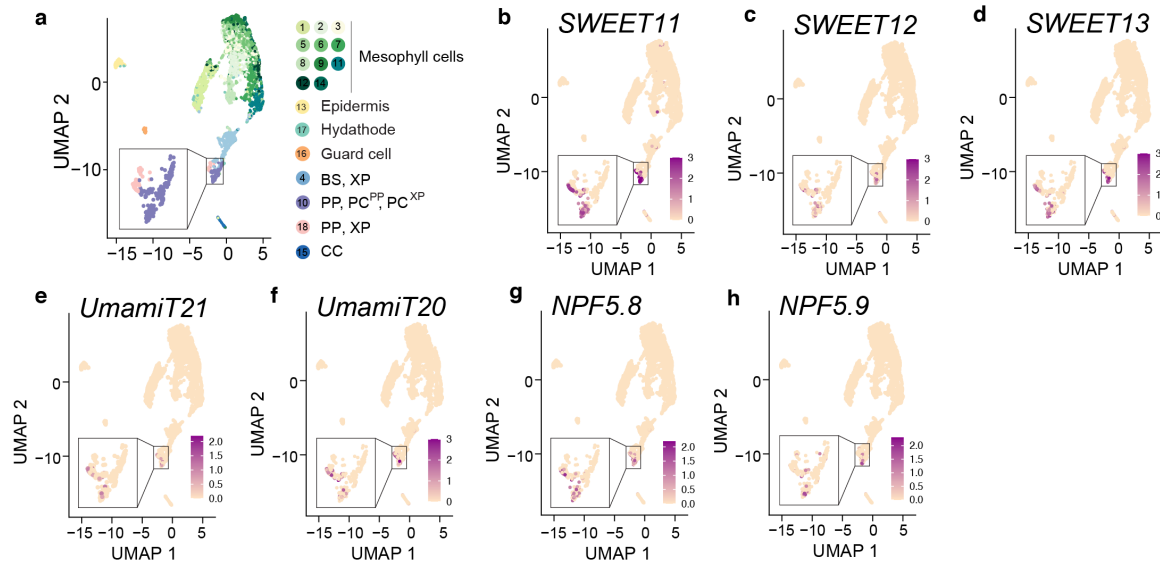 a
UMAP 2
0
−10
−15 −10 −5 0 5
1 2 3
5 6 7
8 9 11
12 14
Mesophyll cells
13 Epidermis
17 Hydathode
16 Guard cell
4 BS, XP
10 PP, PC^PP, PC^XP
18 PP, XP
15 CC
b
SWEET11
0
−10
3
2
1
0
−15 −10 −5 0 5
UMAP 1
c
SWEET12
UMAP 2
0
−10
3
2
1
0
−15 −10 −5 0 5
UMAP 1
d
SWEET13
UMAP 2
0
−10
3
2
1
0
−15 −10 −5 0 5
UMAP 1
e
UmamiT21
UMAP 2
0
−10
2.0
1.5
1.0
0.5
0.0
−15 −10 −5 0 5
UMAP 1
f
UmamiT20
UMAP 2
0
−10
3
2
1
0
−15 −10 −5 0 5
UMAP 1
g
NPF5.8
UMAP 2
0
−10
2.0
1.5
1.0
0.5
0.0
−15 −10 −5 0 5
UMAP 1
h
NPF5.9
UMAP 2
0
−10
2.0
1.5
1.0
0.5
0.0
−15 −10 −5 0 5
UMAP 1